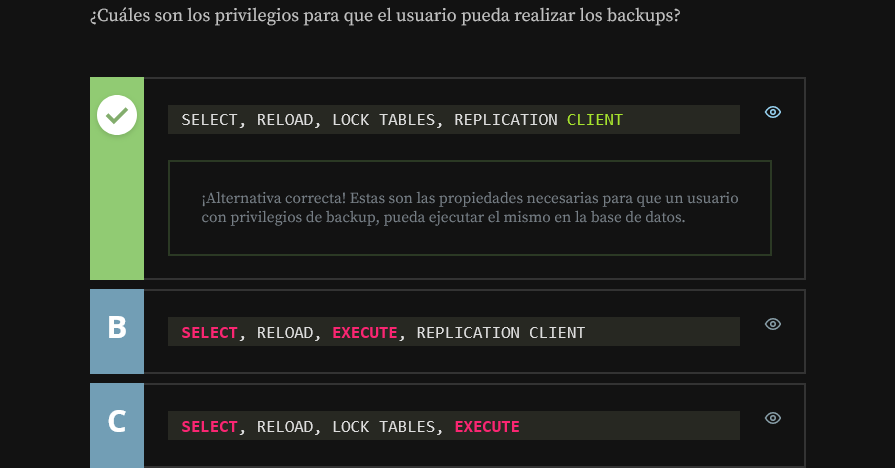 ¿Cuáles son los privilegios para que el usuario pueda realizar los backups?
SELECT, RELOAD, LOCK TABLES, REPLICATION CLIENT
¡Alternativa correcta! Estas son las propiedades necesarias para que un usuario
con privilegios de backup, pueda ejecutar el mismo en la base de datos.
B
SELECT, RELOAD, EXECUTE, REPLICATION CLIENT
C
SELECT, RELOAD, LOCK TABLES, EXECUTE